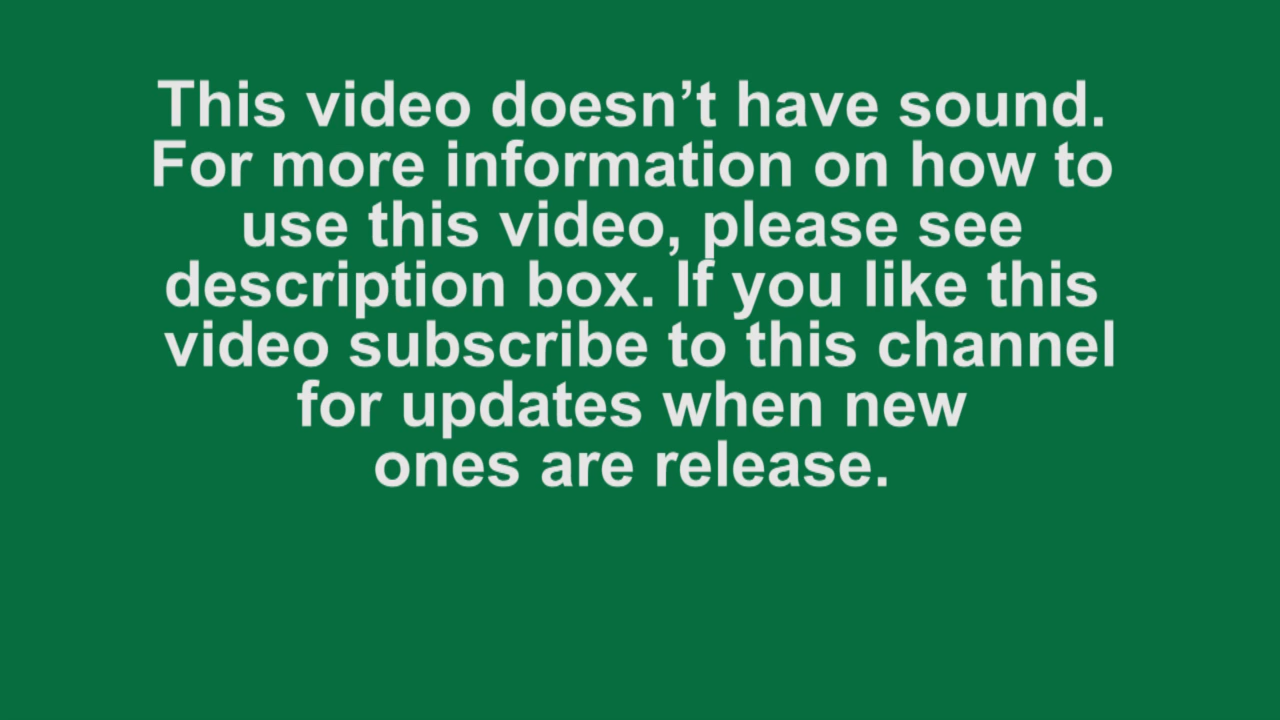 This video doesn’t have sound.
For more information on how to
use this video, please see
description box. If you like this
video subscribe to this channel
for updates when new
ones are release.